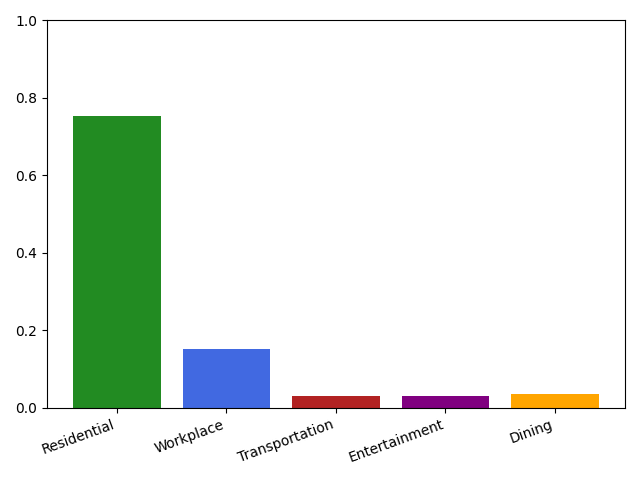 1.0
0.8
0.6
0.4
0.2
0.0
Residential
Workplace
Transportation
Entertainment
Dining